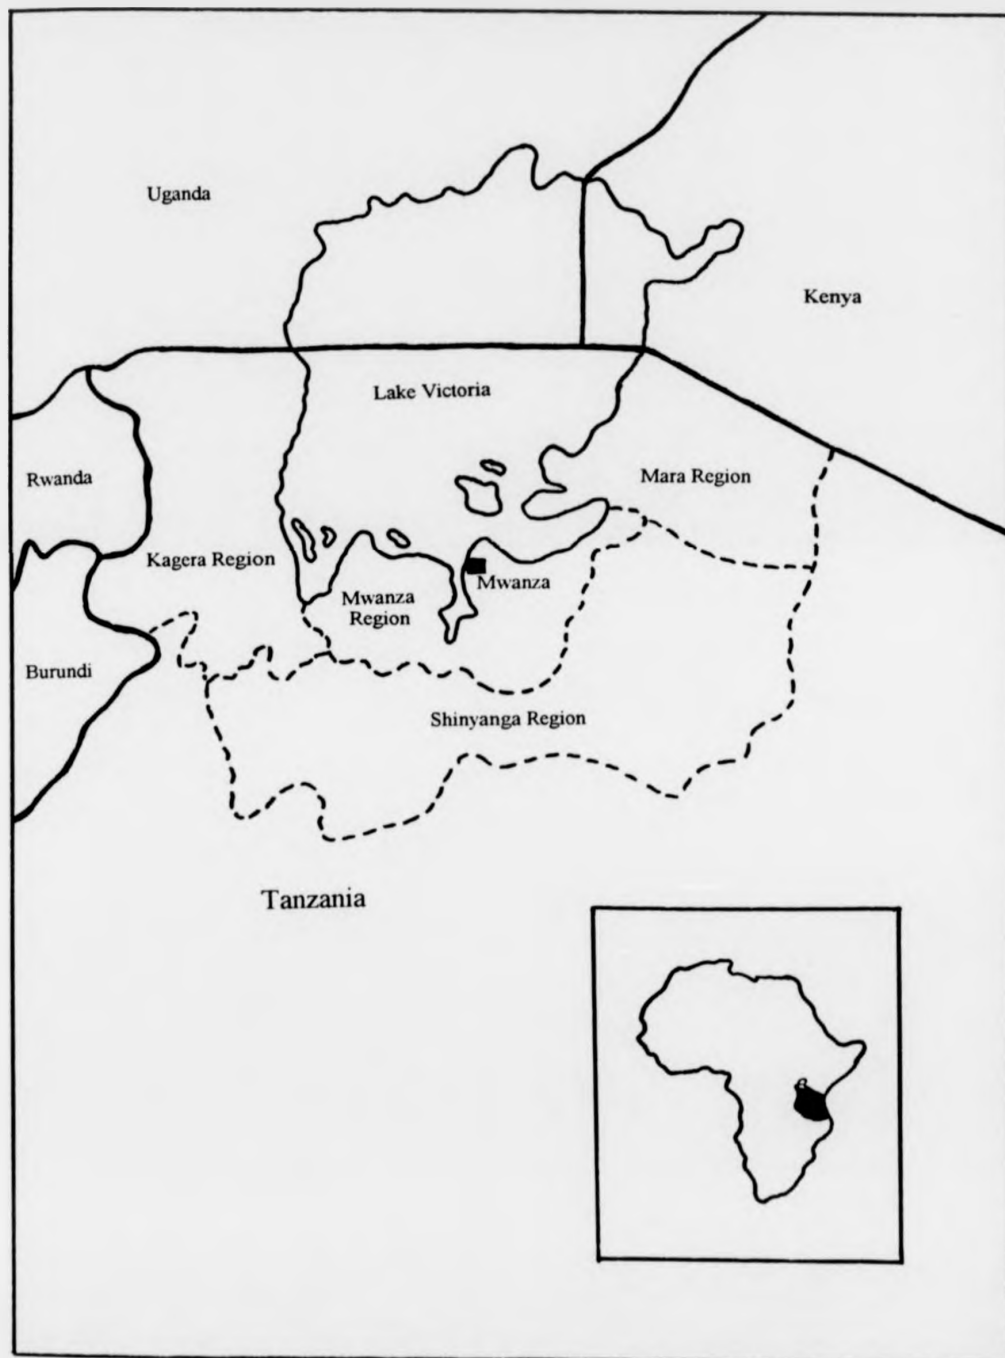 Uganda
Kenya
Lake Victoria
Rwanda
Mara Region
Kagera Region
Mwanza
Mwanza
Region
Burundi
Shinyanga Region
Tanzania